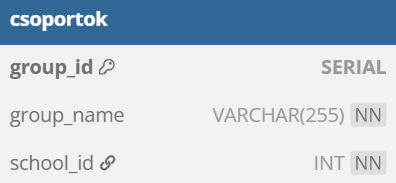 csoportok
group_id SERIAL
group_name VARCHAR(255) NN
school_id INT NN